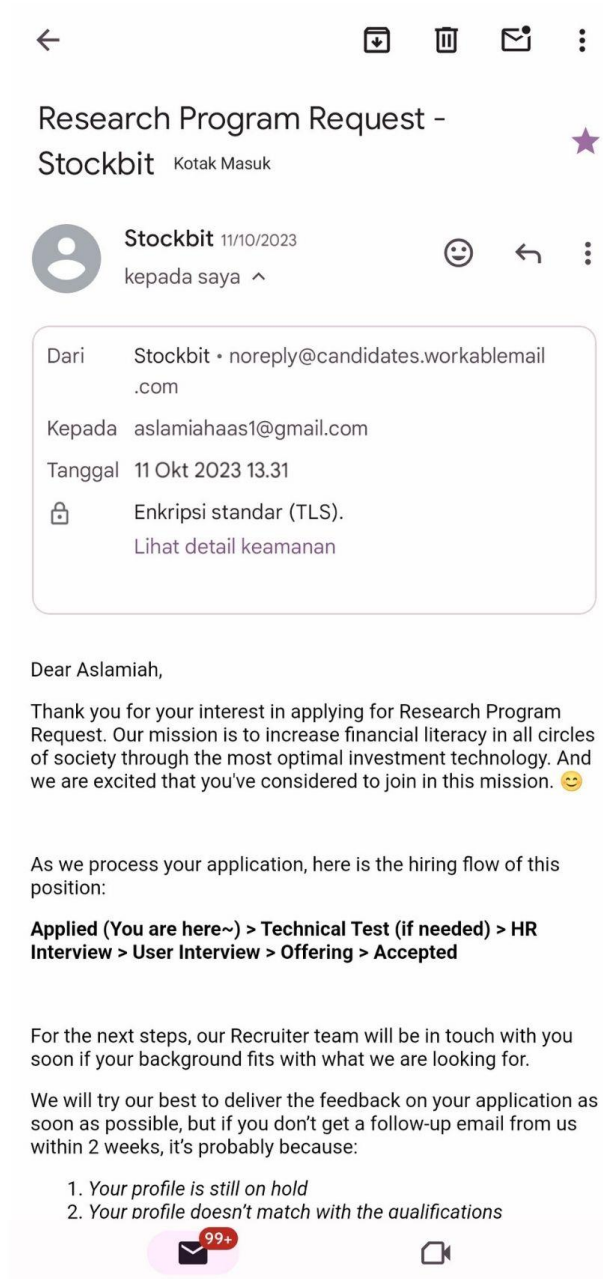 Research Program Request -
Stockbit Kotak Masuk
Stockbit 11/10/2023
kepada saya
Dari Stockbit • noreply@candidates.workablemail
.com
Kepada aslamiahaas1@gmail.com
Tanggal 11 Okt 2023 13.31
Enkripsi standar (TLS).
Lihat detail keamanan
Dear Aslamiah,
Thank you for your interest in applying for Research Program
Request. Our mission is to increase financial literacy in all circles
of society through the most optimal investment technology. And
we are excited that you've considered to join in this mission. 😊
As we process your application, here is the hiring flow of this
position:
Applied (You are here~) > Technical Test (if needed) > HR
Interview > User Interview > Offering > Accepted
For the next steps, our Recruiter team will be in touch with you
soon if your background fits with what we are looking for.
We will try our best to deliver the feedback on your application as
soon as possible, but if you don’t get a follow-up email from us
within 2 weeks, it’s probably because:
1. Your profile is still on hold
2. Your profile doesn’t match with the qualifications
99+